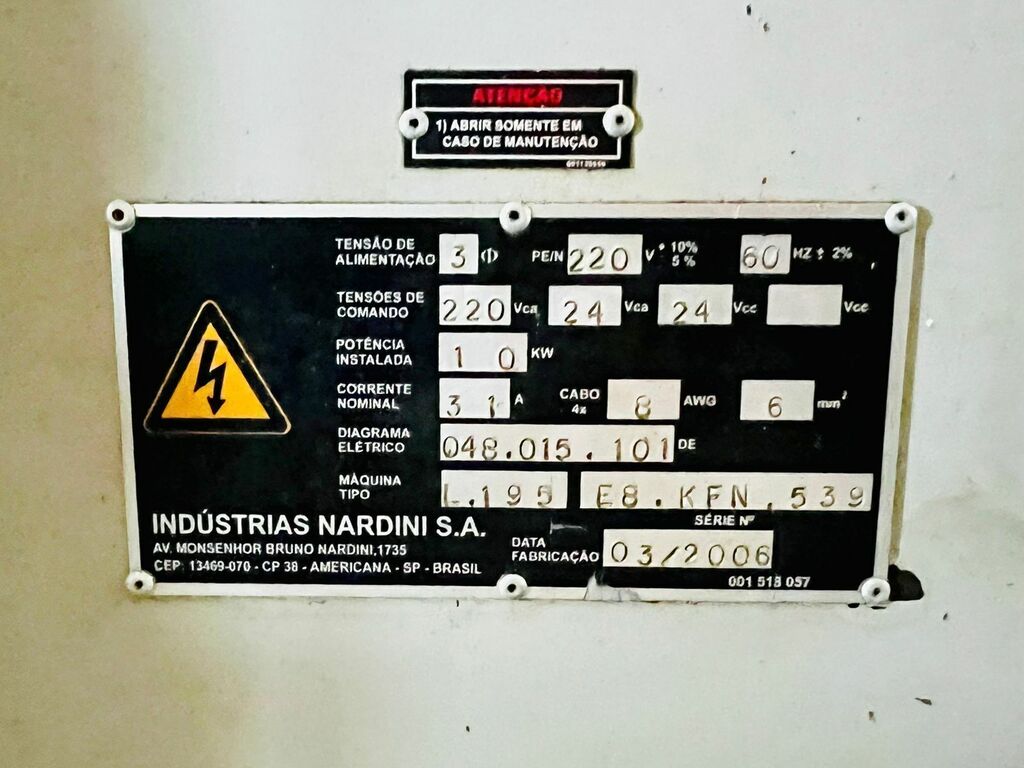 ATENÇÃO
1) ABRIR SOMENTE EM
CASO DE MANUTENÇÃO
TENSÃO DE
ALIMENTAÇÃO 3 Φ PE/N 220 V + 10% 5 % 60 HZ ± 2%
TENSÕES DE
COMANDO 220 Vca 24 Vca 24 Vcc Vcc
POTÊNCIA
INSTALADA 10 KW
CORRENTE
NOMINAL 31 A CABO 4x 8 AWG 6 mm²
DIAGRAMA
ELÉTRICO 048.015.101 DE
MÁQUINA
TIPO L.195 E8.KFN.539
SÉRIE Nº
INDÚSTRIAS NARDINI S.A.
AV. MONSENHOR BRUNO NARDINI,1735
CEP: 13469-070 - CP 38 - AMERICANA - SP - BRASIL
DATA
FABRICAÇÃO 03/2006
001 518 057